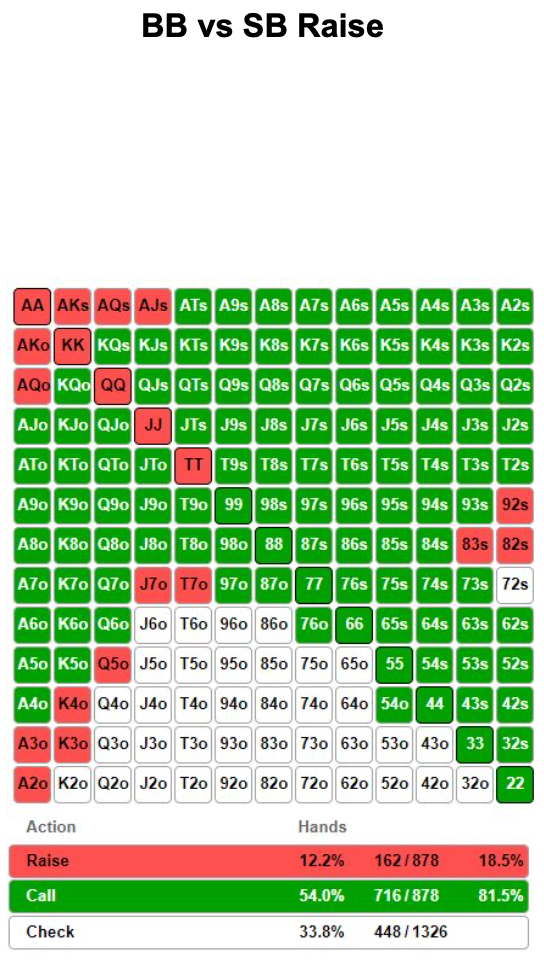 BB vs SB Raise
AA AKs AQs AJs ATs A9s A8s A7s A6s A5s A4s A3s A2s
AKo KK KQs KJs KTs K9s K8s K7s K6s K5s K4s K3s K2s
AQo KQo QQ QJs QTs Q9s Q8s Q7s Q6s Q5s Q4s Q3s Q2s
AJo KJo QJo JJ JTs J9s J8s J7s J6s J5s J4s J3s J2s
ATo KTo QTo JTo TT T9s T8s T7s T6s T5s T4s T3s T2s
A9o K9o Q9o J9o T9o 99 98s 97s 96s 95s 94s 93s 92s
A8o K8o Q8o J8o T8o 98o 88 87s 86s 85s 84s 83s 82s
A7o K7o Q7o J7o T7o 97o 87o 77 76s 75s 74s 73s 72s
A6o K6o Q6o J6o T6o 96o 86o 76o 66 65s 64s 63s 62s
A5o K5o Q5o J5o T5o 95o 85o 75o 65o 55 54s 53s 52s
A4o K4o Q4o J4o T4o 94o 84o 74o 64o 54o 44 43s 42s
A3o K3o Q3o J3o T3o 93o 83o 73o 63o 53o 43o 33 32s
A2o K2o Q2o J2o T2o 92o 82o 72o 62o 52o 42o 32o 22
Action Hands
Raise 12.2% 162 / 878 18.5%
Call 54.0% 716 / 878 81.5%
Check 33.8% 448 / 1326